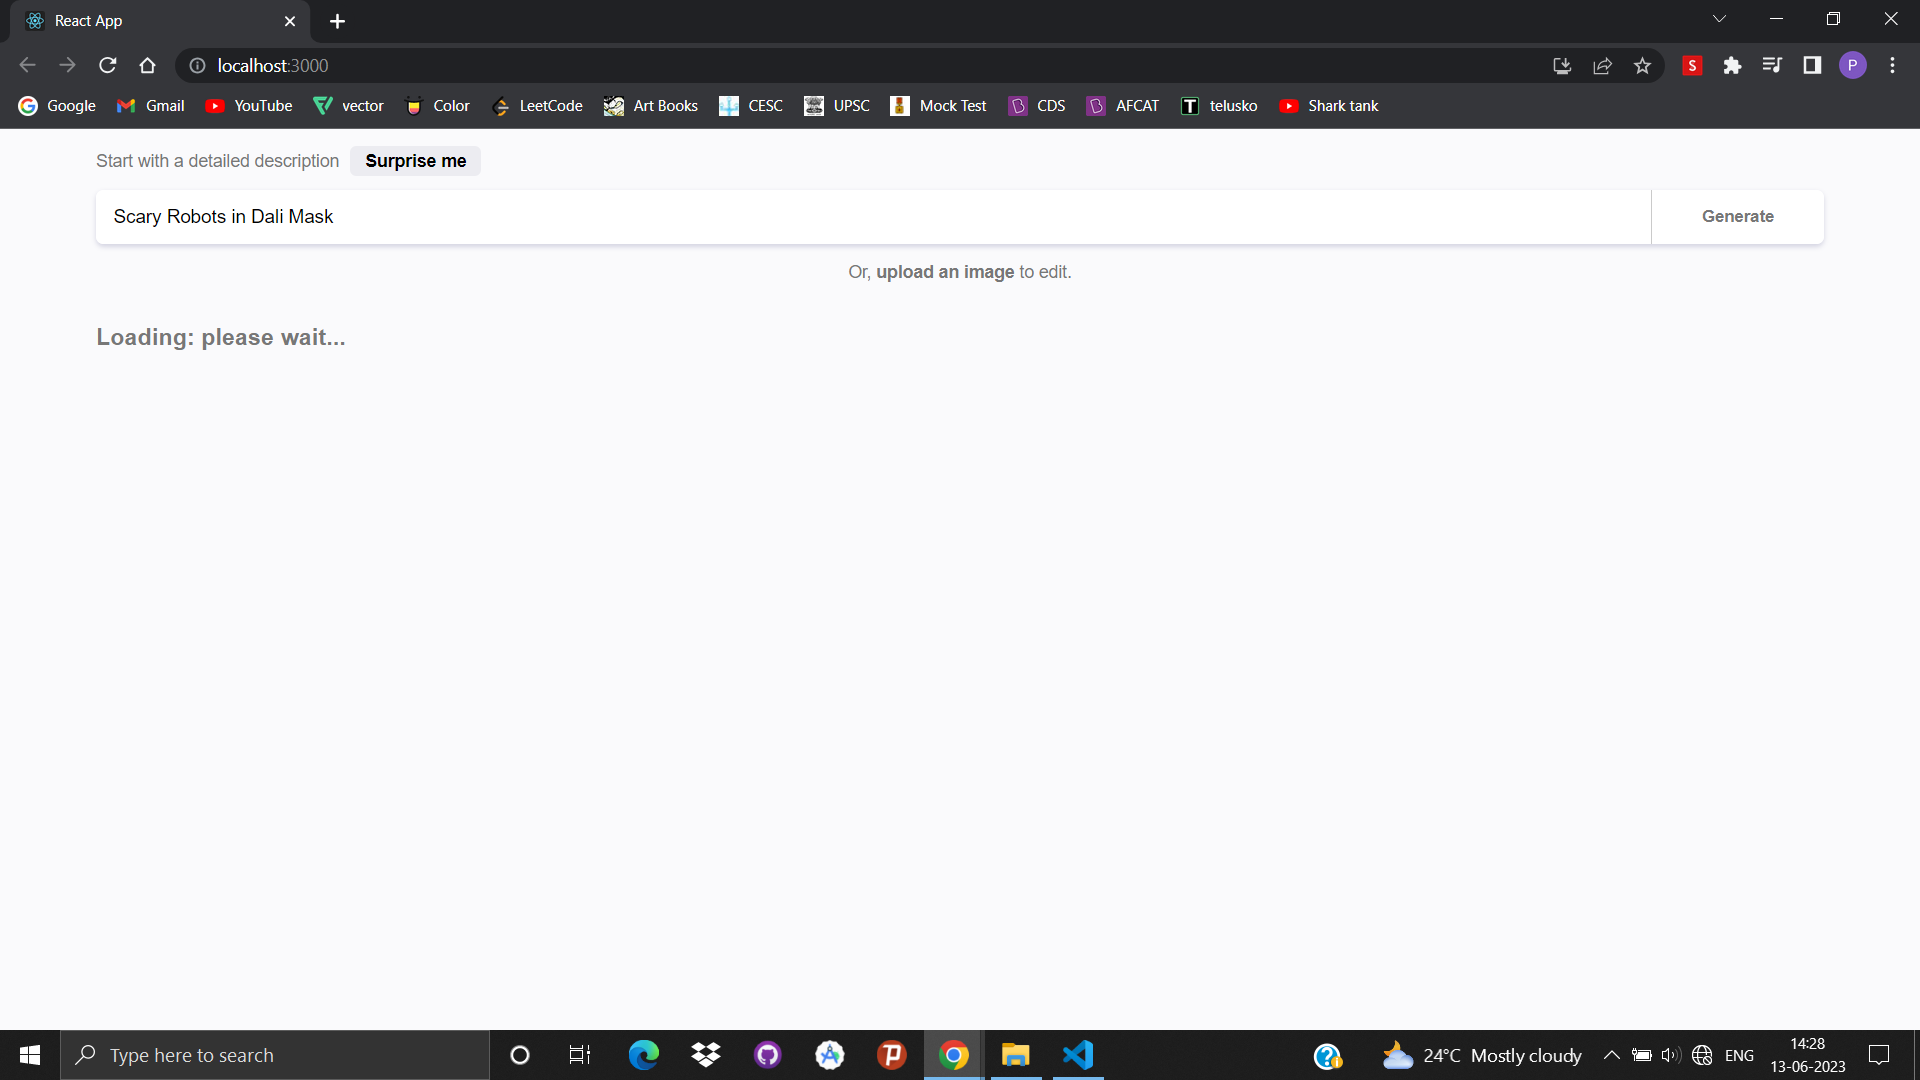 React App
localhost:3000
S
P
Google Gmail YouTube vector Color LeetCode Art Books CESC UPSC Mock Test CDS AFCAT telusko Shark tank
Start with a detailed description Surprise me
Scary Robots in Dali Mask Generate
Or, upload an image to edit.
Loading: please wait...
Type here to search
24°C Mostly cloudy
ENG
14:28
13-06-2023